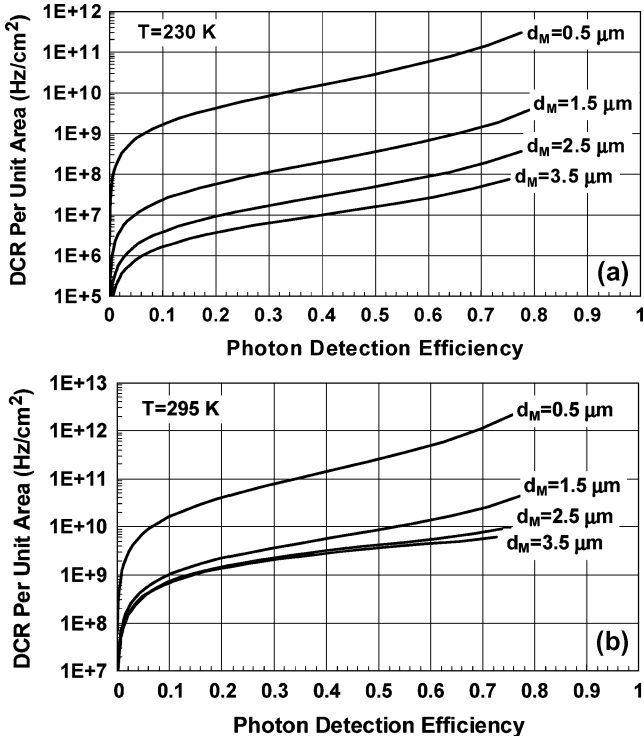 1E+12
T=230 K
d_M=0.5 µm
1E+11
1E+10
d_M=1.5 µm
1E+9
d_M=2.5 µm
1E+8
d_M=3.5 µm
1E+7
1E+6
(a)
1E+5
DCR Per Unit Area (Hz/cm²)
0 0.1 0.2 0.3 0.4 0.5 0.6 0.7 0.8 0.9 1
Photon Detection Efficiency
1E+13
T=295 K
d_M=0.5 µm
1E+12
1E+11
d_M=1.5 µm
1E+10
d_M=2.5 µm
d_M=3.5 µm
1E+9
1E+8
(b)
1E+7
DCR Per Unit Area (Hz/cm²)
0 0.1 0.2 0.3 0.4 0.5 0.6 0.7 0.8 0.9 1
Photon Detection Efficiency